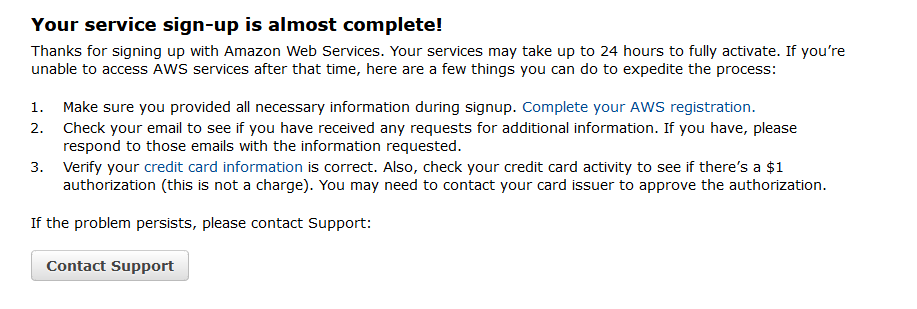 Your service sign-up is almost complete!
Thanks for signing up with Amazon Web Services. Your services may take up to 24 hours to fully activate. If you’re
unable to access AWS services after that time, here are a few things you can do to expedite the process:
1. Make sure you provided all necessary information during signup. Complete your AWS registration.
2. Check your email to see if you have received any requests for additional information. If you have, please
respond to those emails with the information requested.
3. Verify your credit card information is correct. Also, check your credit card activity to see if there’s a $1
authorization (this is not a charge). You may need to contact your card issuer to approve the authorization.
If the problem persists, please contact Support:
Contact Support